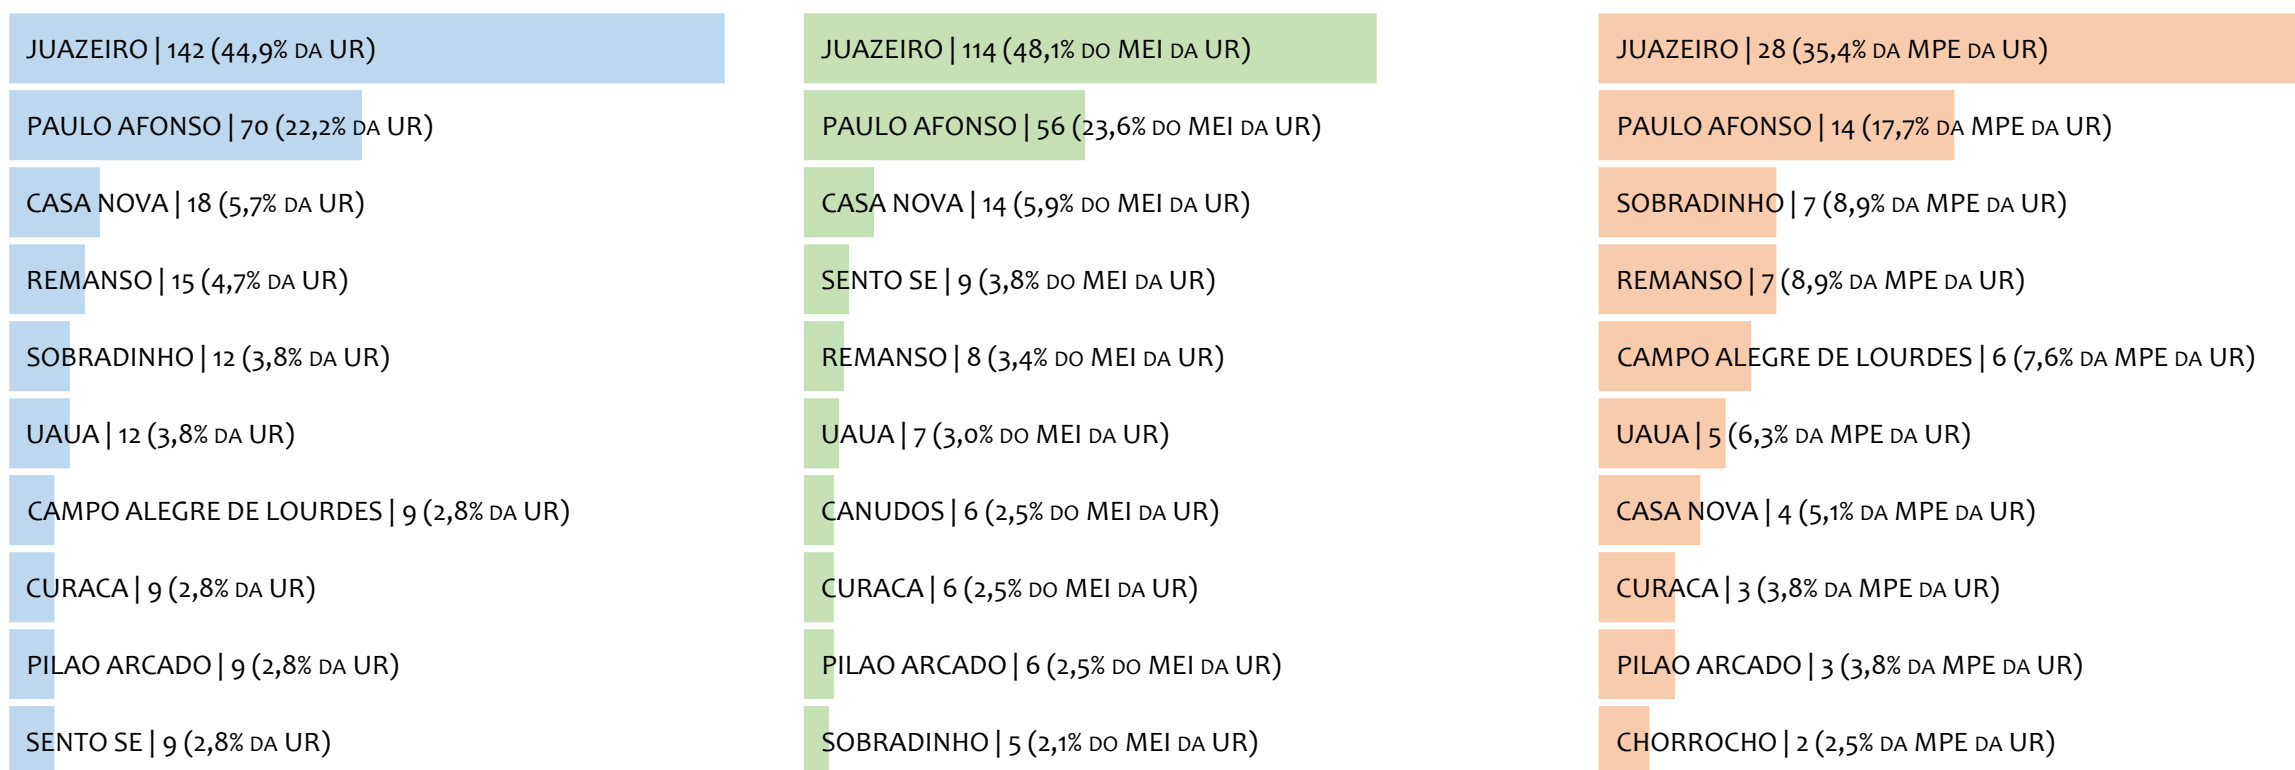 JUAZEIRO | 142 (44,9% DA UR)
PAULO AFONSO | 70 (22,2% DA UR)
CASA NOVA | 18 (5,7% DA UR)
REMANSO | 15 (4,7% DA UR)
SOBRADINHO | 12 (3,8% DA UR)
UAUA | 12 (3,8% DA UR)
CAMPO ALEGRE DE LOURDES | 9 (2,8% DA UR)
CURACA | 9 (2,8% DA UR)
PILAO ARCADO | 9 (2,8% DA UR)
SENTO SE | 9 (2,8% DA UR)
JUAZEIRO | 114 (48,1% DO MEI DA UR)
PAULO AFONSO | 56 (23,6% DO MEI DA UR)
CASA NOVA | 14 (5,9% DO MEI DA UR)
SENTO SE | 9 (3,8% DO MEI DA UR)
REMANSO | 8 (3,4% DO MEI DA UR)
UAUA | 7 (3,0% DO MEI DA UR)
CANUDOS | 6 (2,5% DO MEI DA UR)
CURACA | 6 (2,5% DO MEI DA UR)
PILAO ARCADO | 6 (2,5% DO MEI DA UR)
SOBRADINHO | 5 (2,1% DO MEI DA UR)
JUAZEIRO | 28 (35,4% DA MPE DA UR)
PAULO AFONSO | 14 (17,7% DA MPE DA UR)
SOBRADINHO | 7 (8,9% DA MPE DA UR)
REMANSO | 7 (8,9% DA MPE DA UR)
CAMPO ALEGRE DE LOURDES | 6 (7,6% DA MPE DA UR)
UAUA | 5 (6,3% DA MPE DA UR)
CASA NOVA | 4 (5,1% DA MPE DA UR)
CURACA | 3 (3,8% DA MPE DA UR)
PILAO ARCADO | 3 (3,8% DA MPE DA UR)
CHORROCHO | 2 (2,5% DA MPE DA UR)